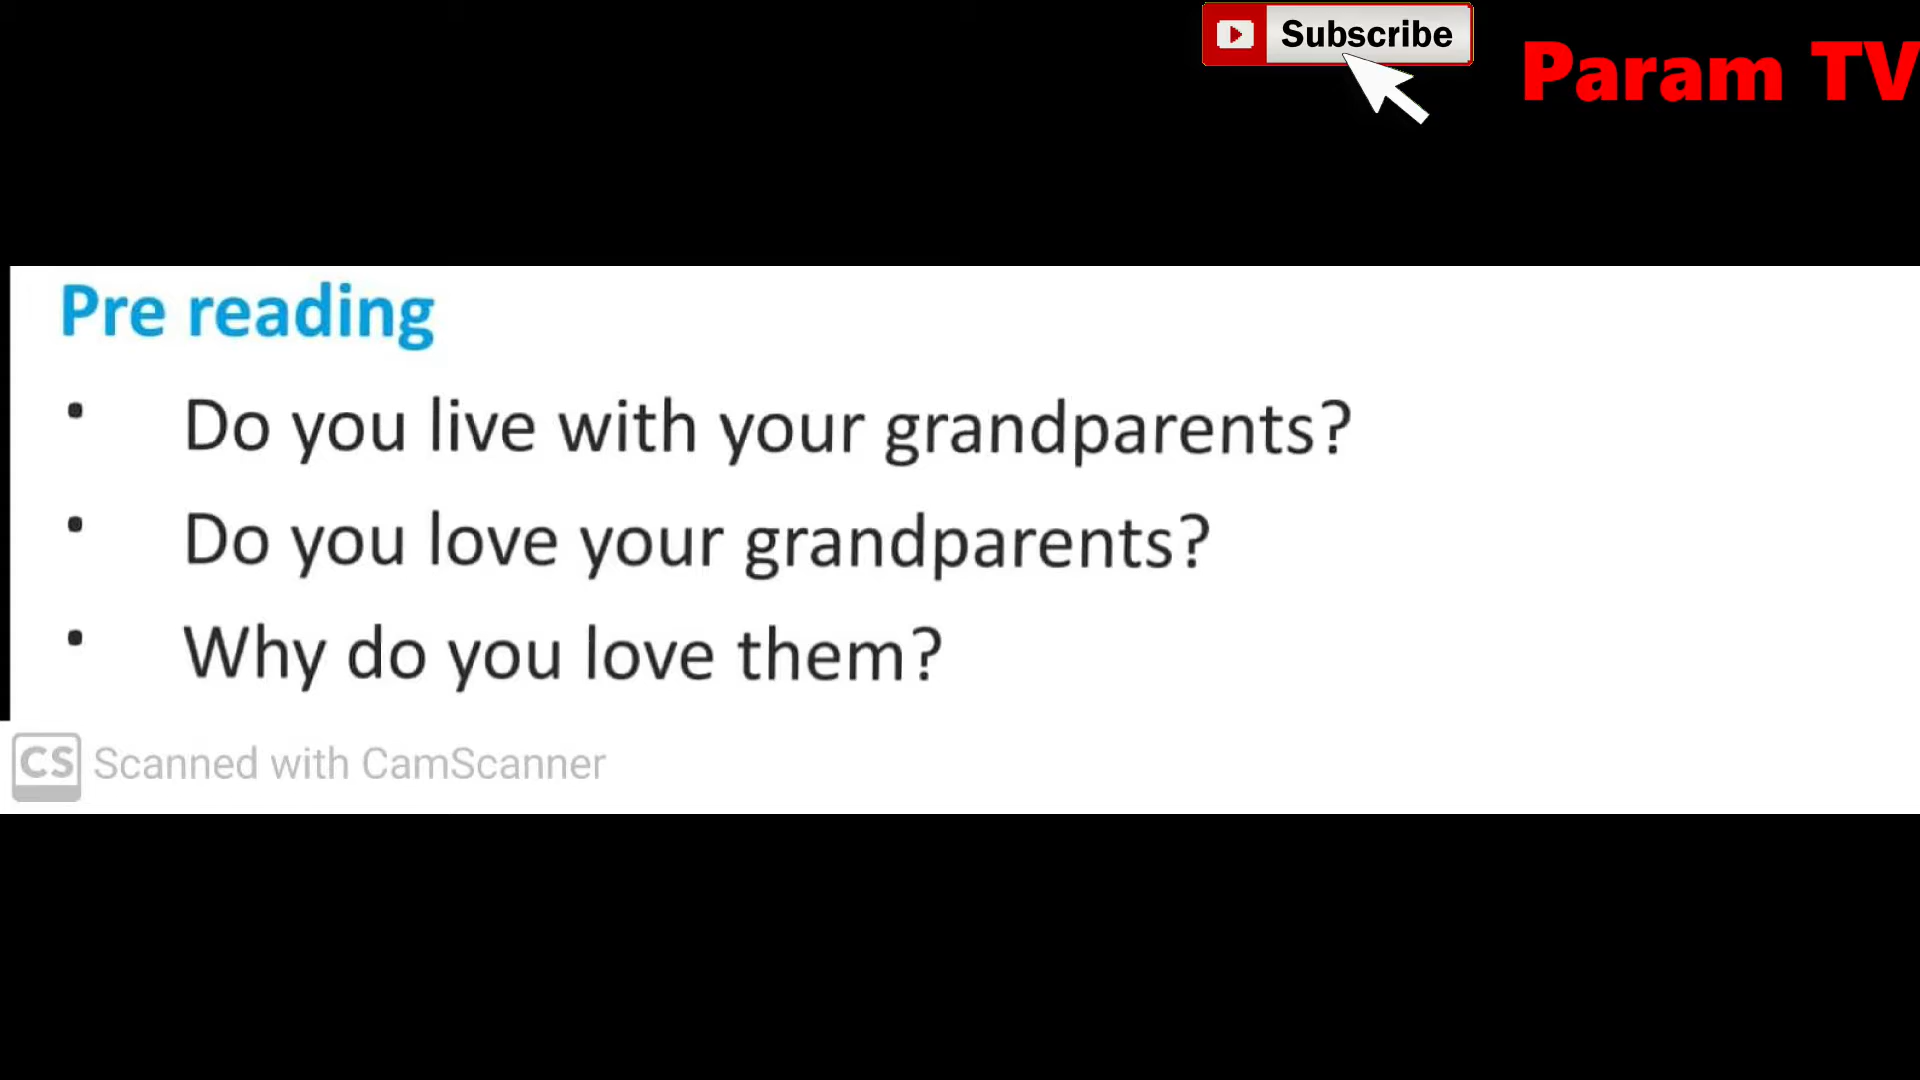 Subscribe
Param TV
Pre reading
• Do you live with your grandparents?
• Do you love your grandparents?
• Why do you love them?
CS Scanned with CamScanner